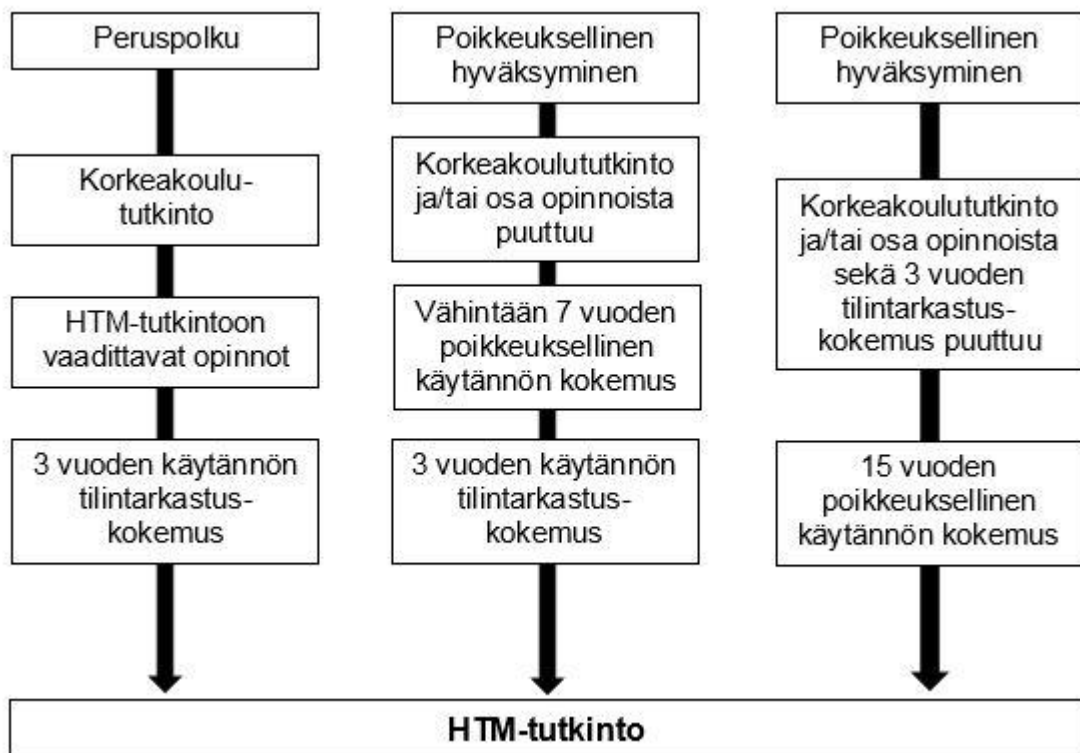 Peruspolku
Korkeakoulu-
tutkinto
HTM-tutkintoon
vaadittavat opinnot
3 vuoden käytännön
tilintarkastus-
kokemus
Poikkeuksellinen
hyväksyminen
Korkeakoulututkinto
ja/tai osa opinnoista
puuttuu
Vähintään 7 vuoden
poikkeuksellinen
käytännön kokemus
3 vuoden käytännön
tilintarkastus-
kokemus
Poikkeuksellinen
hyväksyminen
Korkeakoulututkinto
ja/tai osa opinnoista
sekä 3 vuoden
tilintarkastus-
kokemus puuttuu
15 vuoden
poikkeuksellinen
käytännön kokemus
HTM-tutkinto